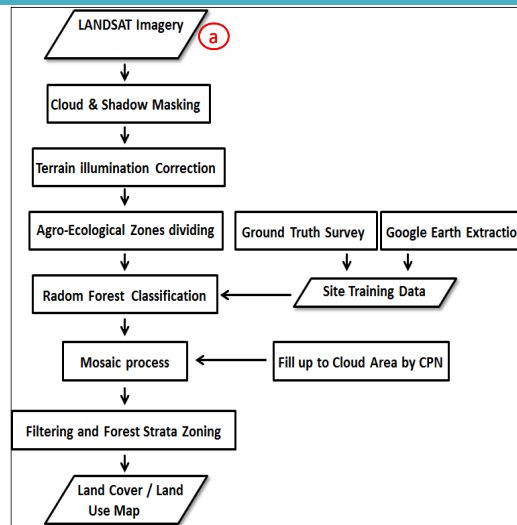 LANDSAT Imagery
a
Cloud & Shadow Masking
Terrain illumination Correction
Agro-Ecological Zones dividing
Ground Truth Survey
Google Earth Extractio
Radom Forest Classification
Site Training Data
Mosaic process
Fill up to Cloud Area by CPN
Filtering and Forest Strata Zoning
Land Cover / Land
Use Map